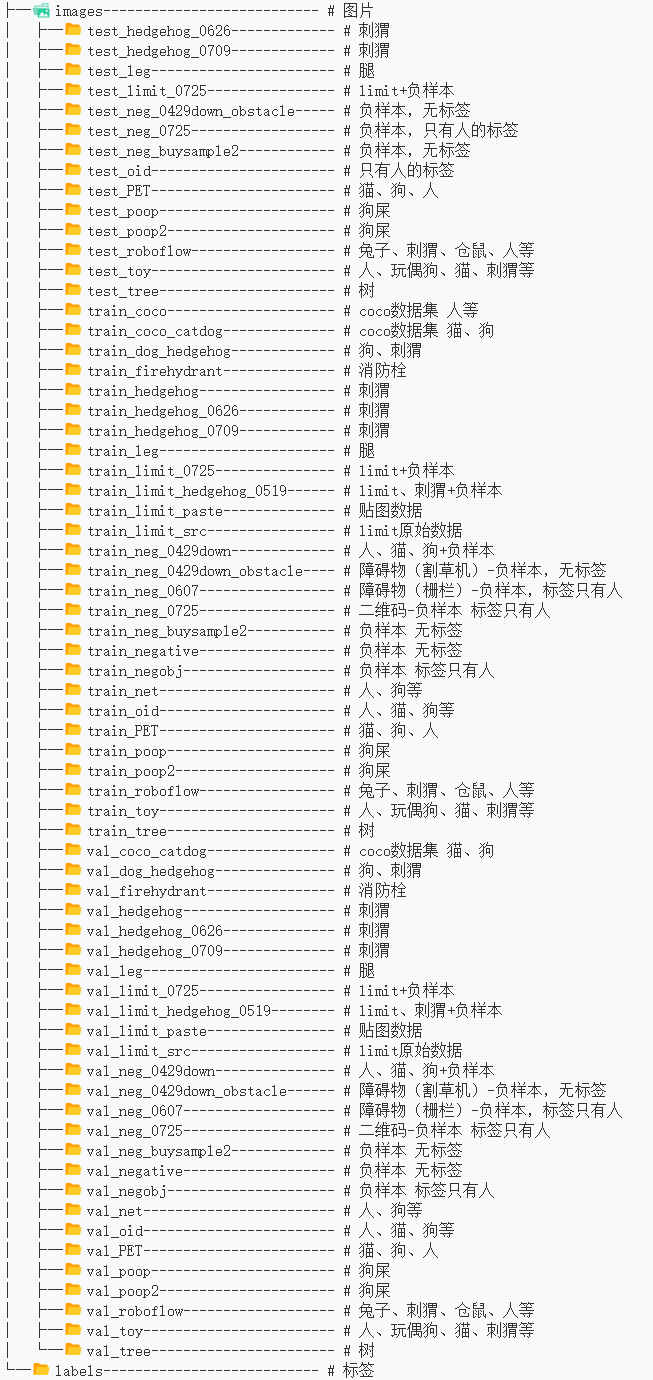 ├──images--------------------------- # 图片
│   ├──test_hedgehog_0626------------- # 刺猬
│   ├──test_hedgehog_0709------------- # 刺猬
│   ├──test_leg----------------------- # 腿
│   ├──test_limit_0725---------------- # limit+负样本
│   ├──test_neg_0429down_obstacle----- # 负样本，无标签
│   ├──test_neg_0725------------------ # 负样本，只有人的标签
│   ├──test_neg_buysample2------------ # 负样本，无标签
│   ├──test_oid----------------------- # 只有人的标签
│   ├──test_PET----------------------- # 猫、狗、人
│   ├──test_poop---------------------- # 狗屎
│   ├──test_poop2--------------------- # 狗屎
│   ├──test_roboflow------------------ # 兔子、刺猬、仓鼠、人等
│   ├──test_toy----------------------- # 人、玩偶狗、猫、刺猬等
│   ├──test_tree---------------------- # 树
│   ├──train_coco--------------------- # coco数据集 人等
│   ├──train_coco_catdog-------------- # coco数据集 猫、狗
│   ├──train_dog_hedgehog------------- # 狗、刺猬
│   ├──train_firehydrant-------------- # 消防栓
│   ├──train_hedgehog----------------- # 刺猬
│   ├──train_hedgehog_0626------------ # 刺猬
│   ├──train_hedgehog_0709------------ # 刺猬
│   ├──train_leg---------------------- # 腿
│   ├──train_limit_0725--------------- # limit+负样本
│   ├──train_limit_hedgehog_0519------ # limit、刺猬+负样本
│   ├──train_limit_paste-------------- # 贴图数据
│   ├──train_limit_src---------------- # limit原始数据
│   ├──train_neg_0429down------------- # 人、猫、狗+负样本
│   ├──train_neg_0429down_obstacle---- # 障碍物（割草机）-负样本，无标签
│   ├──train_neg_0607----------------- # 障碍物（栅栏）-负样本，标签只有人
│   ├──train_neg_0725----------------- # 二维码-负样本 标签只有人
│   ├──train_neg_buysample2----------- # 负样本 无标签
│   ├──train_negative----------------- # 负样本 无标签
│   ├──train_negobj------------------- # 负样本 标签只有人
│   ├──train_net---------------------- # 人、狗等
│   ├──train_oid---------------------- # 人、猫、狗等
│   ├──train_PET---------------------- # 猫、狗、人
│   ├──train_poop--------------------- # 狗屎
│   ├──train_poop2-------------------- # 狗屎
│   ├──train_roboflow----------------- # 兔子、刺猬、仓鼠、人等
│   ├──train_toy---------------------- # 人、玩偶狗、猫、刺猬等
│   ├──train_tree--------------------- # 树
│   ├──val_coco_catdog---------------- # coco数据集 猫、狗
│   ├──val_dog_hedgehog--------------- # 狗、刺猬
│   ├──val_firehydrant---------------- # 消防栓
│   ├──val_hedgehog------------------- # 刺猬
│   ├──val_hedgehog_0626-------------- # 刺猬
│   ├──val_hedgehog_0709-------------- # 刺猬
│   ├──val_leg------------------------ # 腿
│   ├──val_limit_0725----------------- # limit+负样本
│   ├──val_limit_hedgehog_0519-------- # limit、刺猬+负样本
│   ├──val_limit_paste---------------- # 贴图数据
│   ├──val_limit_src------------------ # limit原始数据
│   ├──val_neg_0429down--------------- # 人、猫、狗+负样本
│   ├──val_neg_0429down_obstacle------ # 障碍物（割草机）-负样本，无标签
│   ├──val_neg_0607------------------- # 障碍物（栅栏）-负样本，标签只有人
│   ├──val_neg_0725------------------- # 二维码-负样本 标签只有人
│   ├──val_neg_buysample2------------- # 负样本 无标签
│   ├──val_negative------------------- # 负样本 无标签
│   ├──val_negobj--------------------- # 负样本 标签只有人
│   ├──val_net------------------------ # 人、狗等
│   ├──val_oid------------------------ # 人、猫、狗等
│   ├──val_PET------------------------ # 猫、狗、人
│   ├──val_poop----------------------- # 狗屎
│   ├──val_poop2---------------------- # 狗屎
│   ├──val_roboflow------------------- # 兔子、刺猬、仓鼠、人等
│   ├──val_toy------------------------ # 人、玩偶狗、猫、刺猬等
│   └──val_tree----------------------- # 树
└──labels--------------------------- # 标签